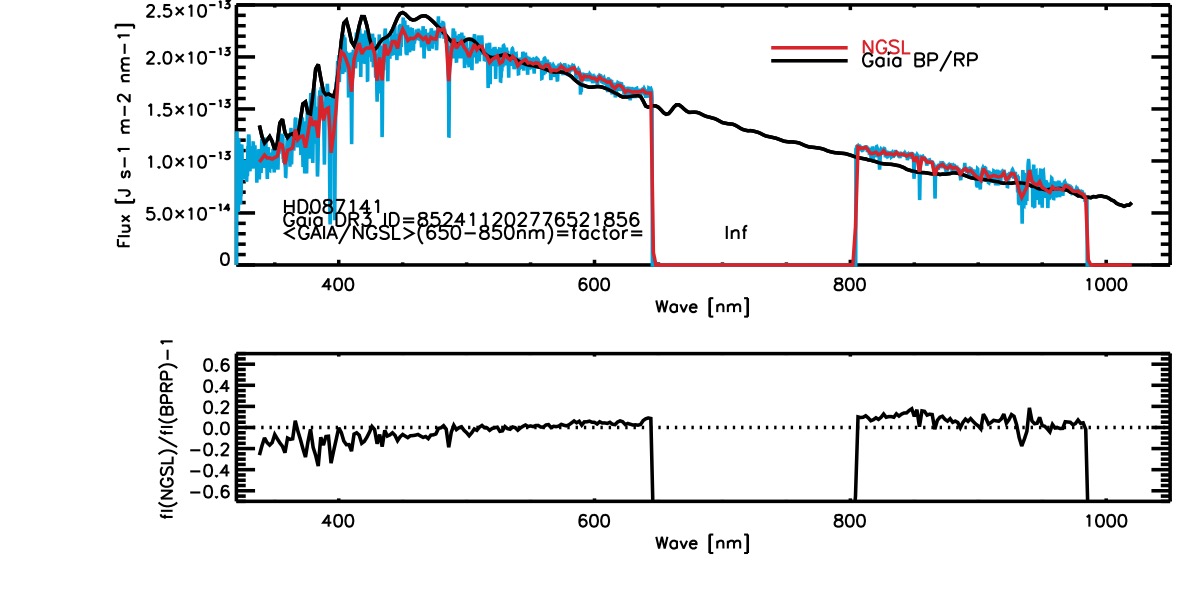 2.5×10−13
2.0×10−13
1.5×10−13
1.0×10−13
5.0×10−14
0
Flux [J s−1 m−2 nm−1]
NGSL
Gaia BP/RP
HD087141
Gaia DR3 ID=852411202776521856
<GAIA/NGSL>(650−850nm)=factor= Inf
400 600 800 1000
Wave [nm]
0.6
0.4
0.2
0.0
−0.2
−0.4
−0.6
fl(NGSL)/fl(BPRP)−1
400 600 800 1000
Wave [nm]